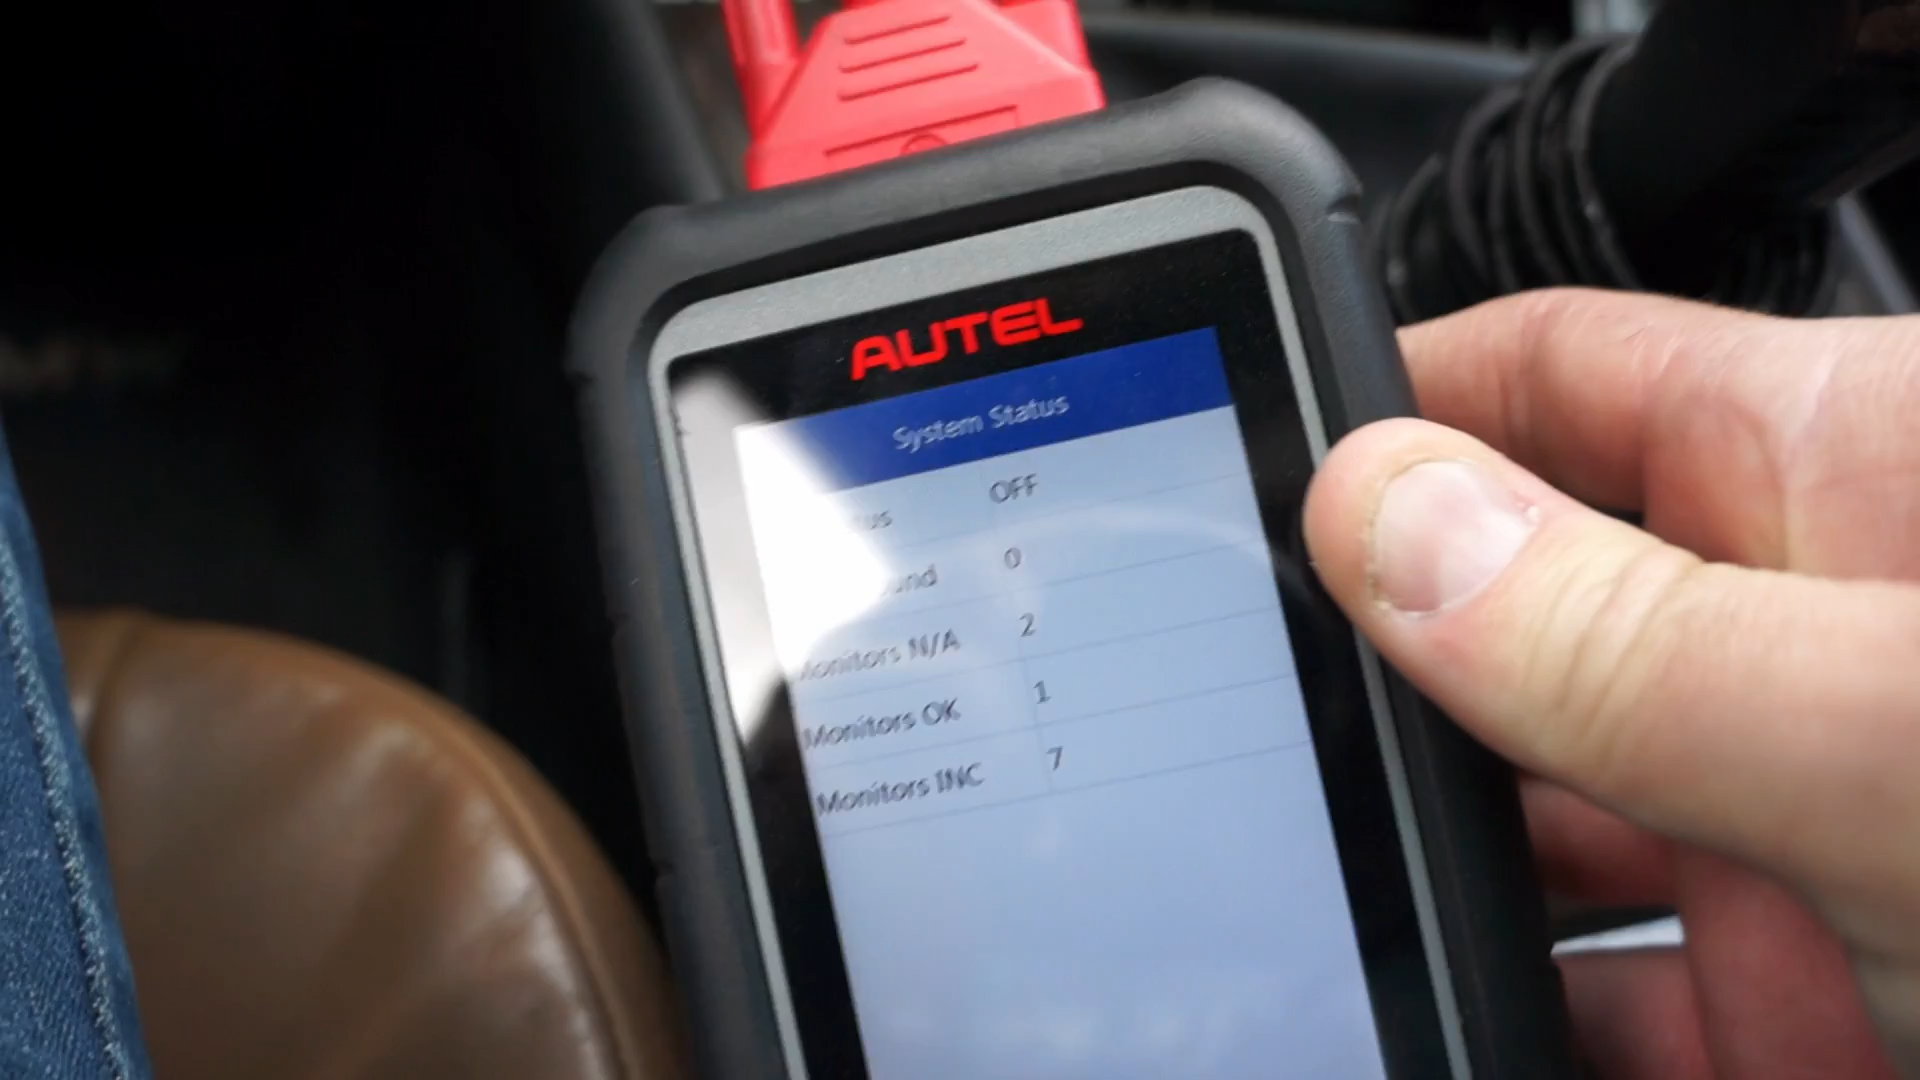 AUTEL
System Status
OFF
0
Monitors N/A 2
Monitors OK 1
Monitors INC 7